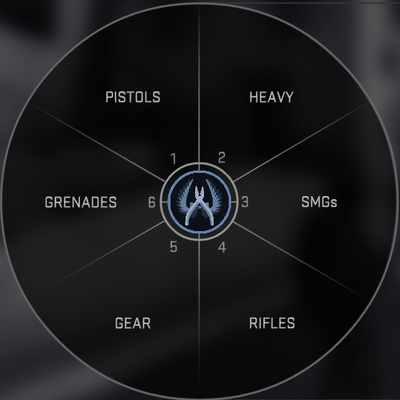 PISTOLS HEAVY
1 2
GRENADES 6 3 SMGs
5 4
GEAR RIFLES